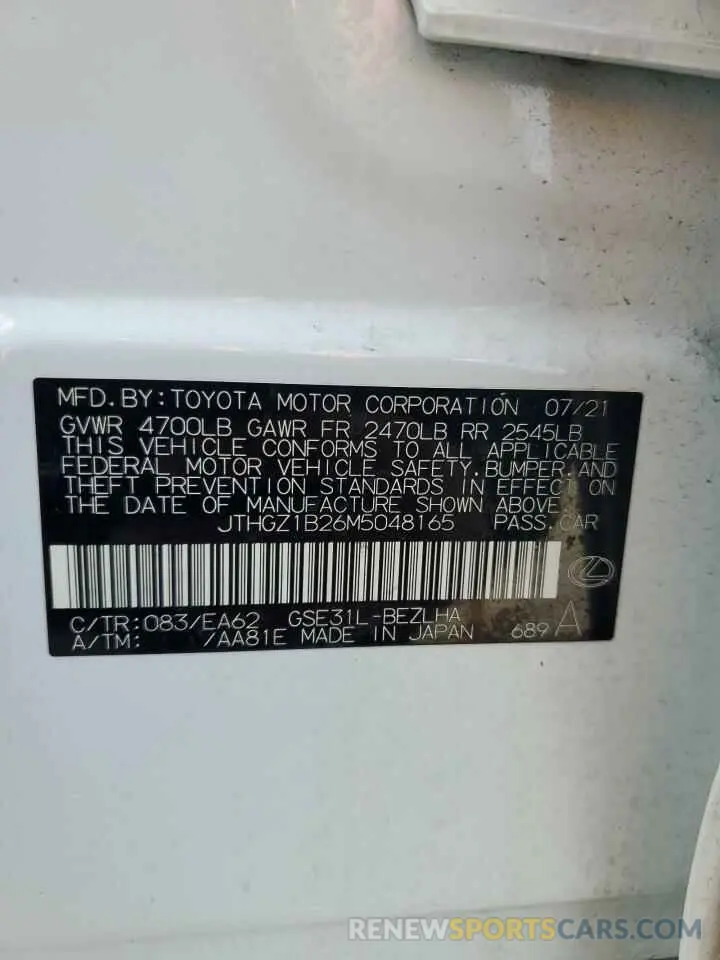 MFD.BY:TOYOTA MOTOR CORPORATION 07/21
GVWR 4700LB GAWR FR 2470LB RR 2545LB
THIS VEHICLE CONFORMS TO ALL APPLICABLE
FEDERAL MOTOR VEHICLE SAFETY,BUMPER,AND
THEFT PREVENTION STANDARDS IN EFFECT ON
THE DATE OF MANUFACTURE SHOWN ABOVE.
JTHGZ1B26M5048165 PASS.CAR
C/TR:083/EA62 GSE31L-BEZLHA
A/TM: /AA81E MADE IN JAPAN 689 A
RENEWSPORTSCARS.COM